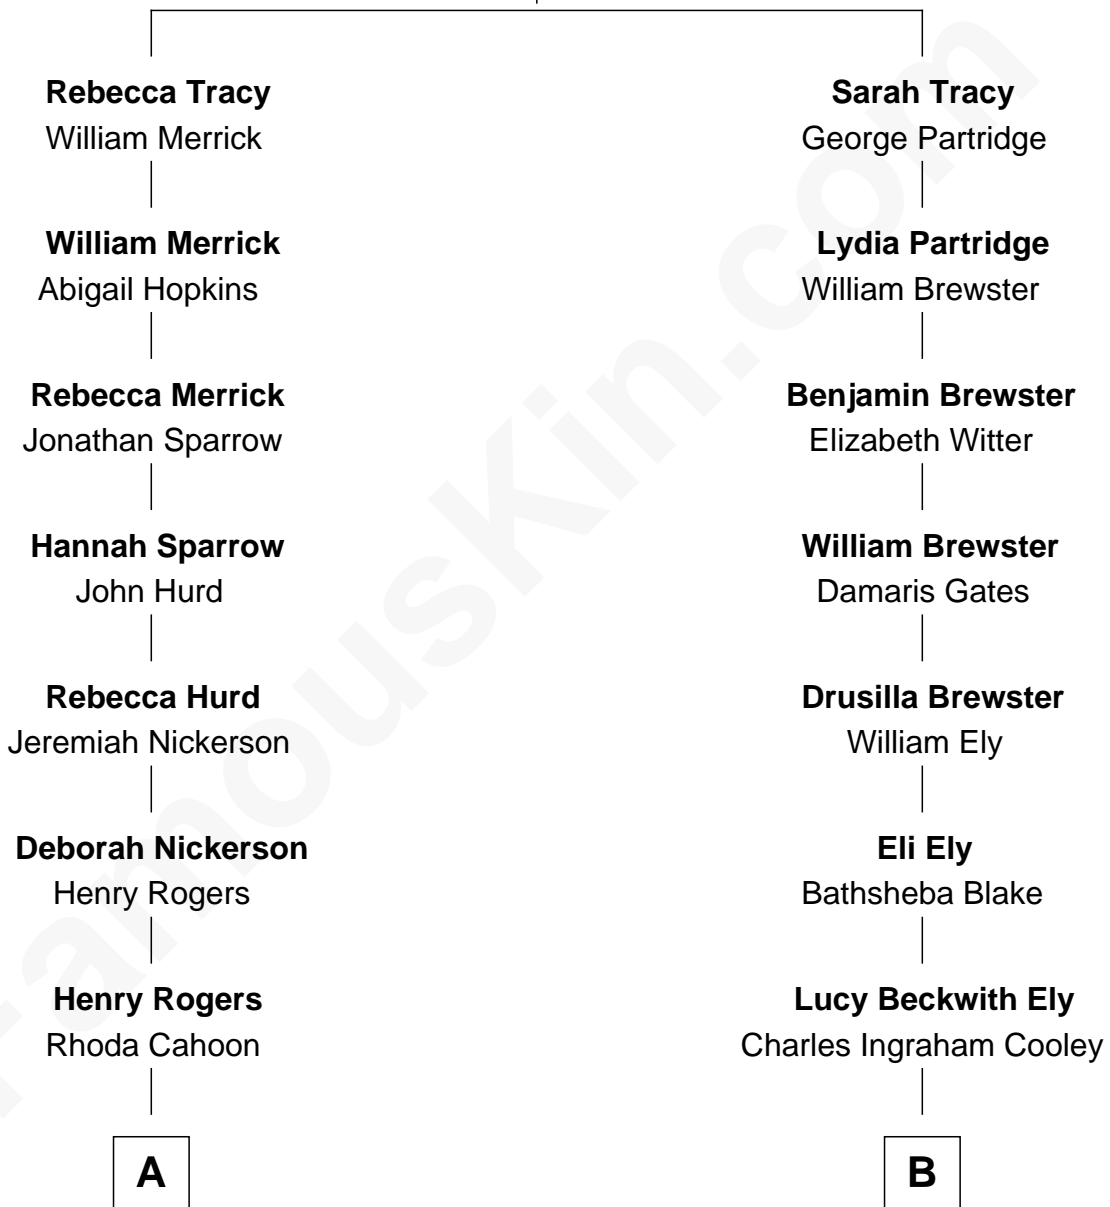 Rebecca Tracy
William Merrick
William Merrick
Abigail Hopkins
Rebecca Merrick
Jonathan Sparrow
Hannah Sparrow
John Hurd
Rebecca Hurd
Jeremiah Nickerson
Deborah Nickerson
Henry Rogers
Henry Rogers
Rhoda Cahoon
A
Sarah Tracy
George Partridge
Lydia Partridge
William Brewster
Benjamin Brewster
Elizabeth Witter
William Brewster
Damaris Gates
Drusilla Brewster
William Ely
Eli Ely
Bathsheba Blake
Lucy Beckwith Ely
Charles Ingraham Cooley
B
FamousKin.com